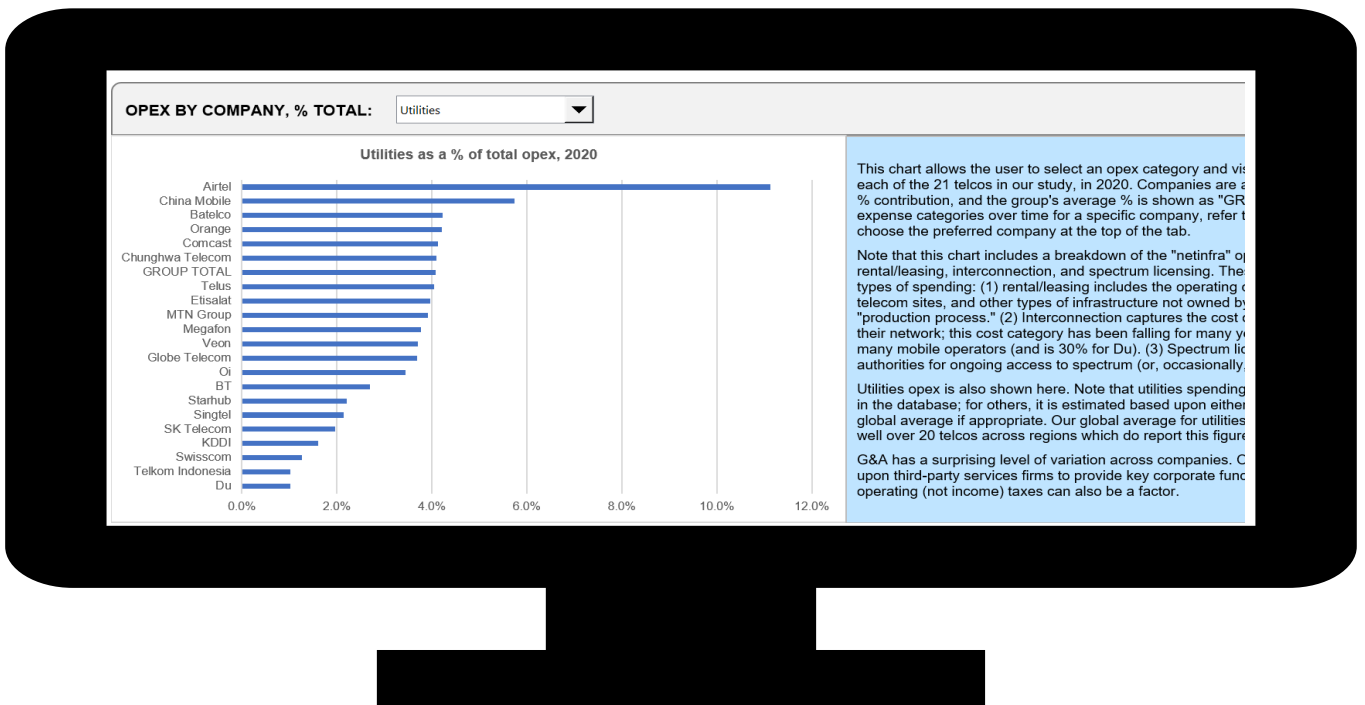 OPEX BY COMPANY, % TOTAL: Utilities
Utilities as a % of total opex, 2020
Airtel
China Mobile
Batelco
Orange
Comcast
Chunghwa Telecom
GROUP TOTAL
Telus
Etisalat
MTN Group
Megafon
Veon
Globe Telecom
Oi
BT
Starhub
Singtel
SK Telecom
KDDI
Swisscom
Telkom Indonesia
Du
0.0% 2.0% 4.0% 6.0% 8.0% 10.0% 12.0%
This chart allows the user to select an opex category and
each of the 21 telcos in our study, in 2020. Companies are
% contribution, and the group's average % is shown as
expense categories over time for a specific company, refer
choose the preferred company at the top of the tab.
Note that this chart includes a breakdown of the "netinfra"
rental/leasing, interconnection, and spectrum licensing.
types of spending: (1) rental/leasing includes the operating
telecom sites, and other types of infrastructure not owned by
"production process." (2) Interconnection captures the cost
their network; this cost category has been falling for many
many mobile operators (and is 30% for Du). (3) Spectrum
authorities for ongoing access to spectrum (or, occasionally,
Utilities opex is also shown here. Note that utilities spending
in the database; for others, it is estimated based upon either
global average if appropriate. Our global average for utilities
well over 20 telcos across regions which do report this figure
G&A has a surprising level of variation across companies.
upon third-party services firms to provide key corporate
operating (not income) taxes can also be a factor.